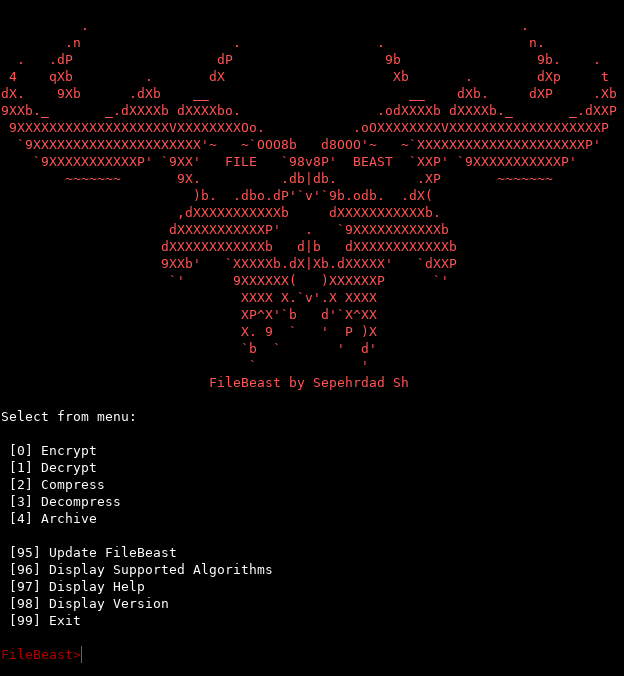 FILE BEAST
FileBeast by Sepehrdad Sh
Select from menu:
[0] Encrypt
[1] Decrypt
[2] Compress
[3] Decompress
[4] Archive
[95] Update FileBeast
[96] Display Supported Algorithms
[97] Display Help
[98] Display Version
[99] Exit
FileBeast>